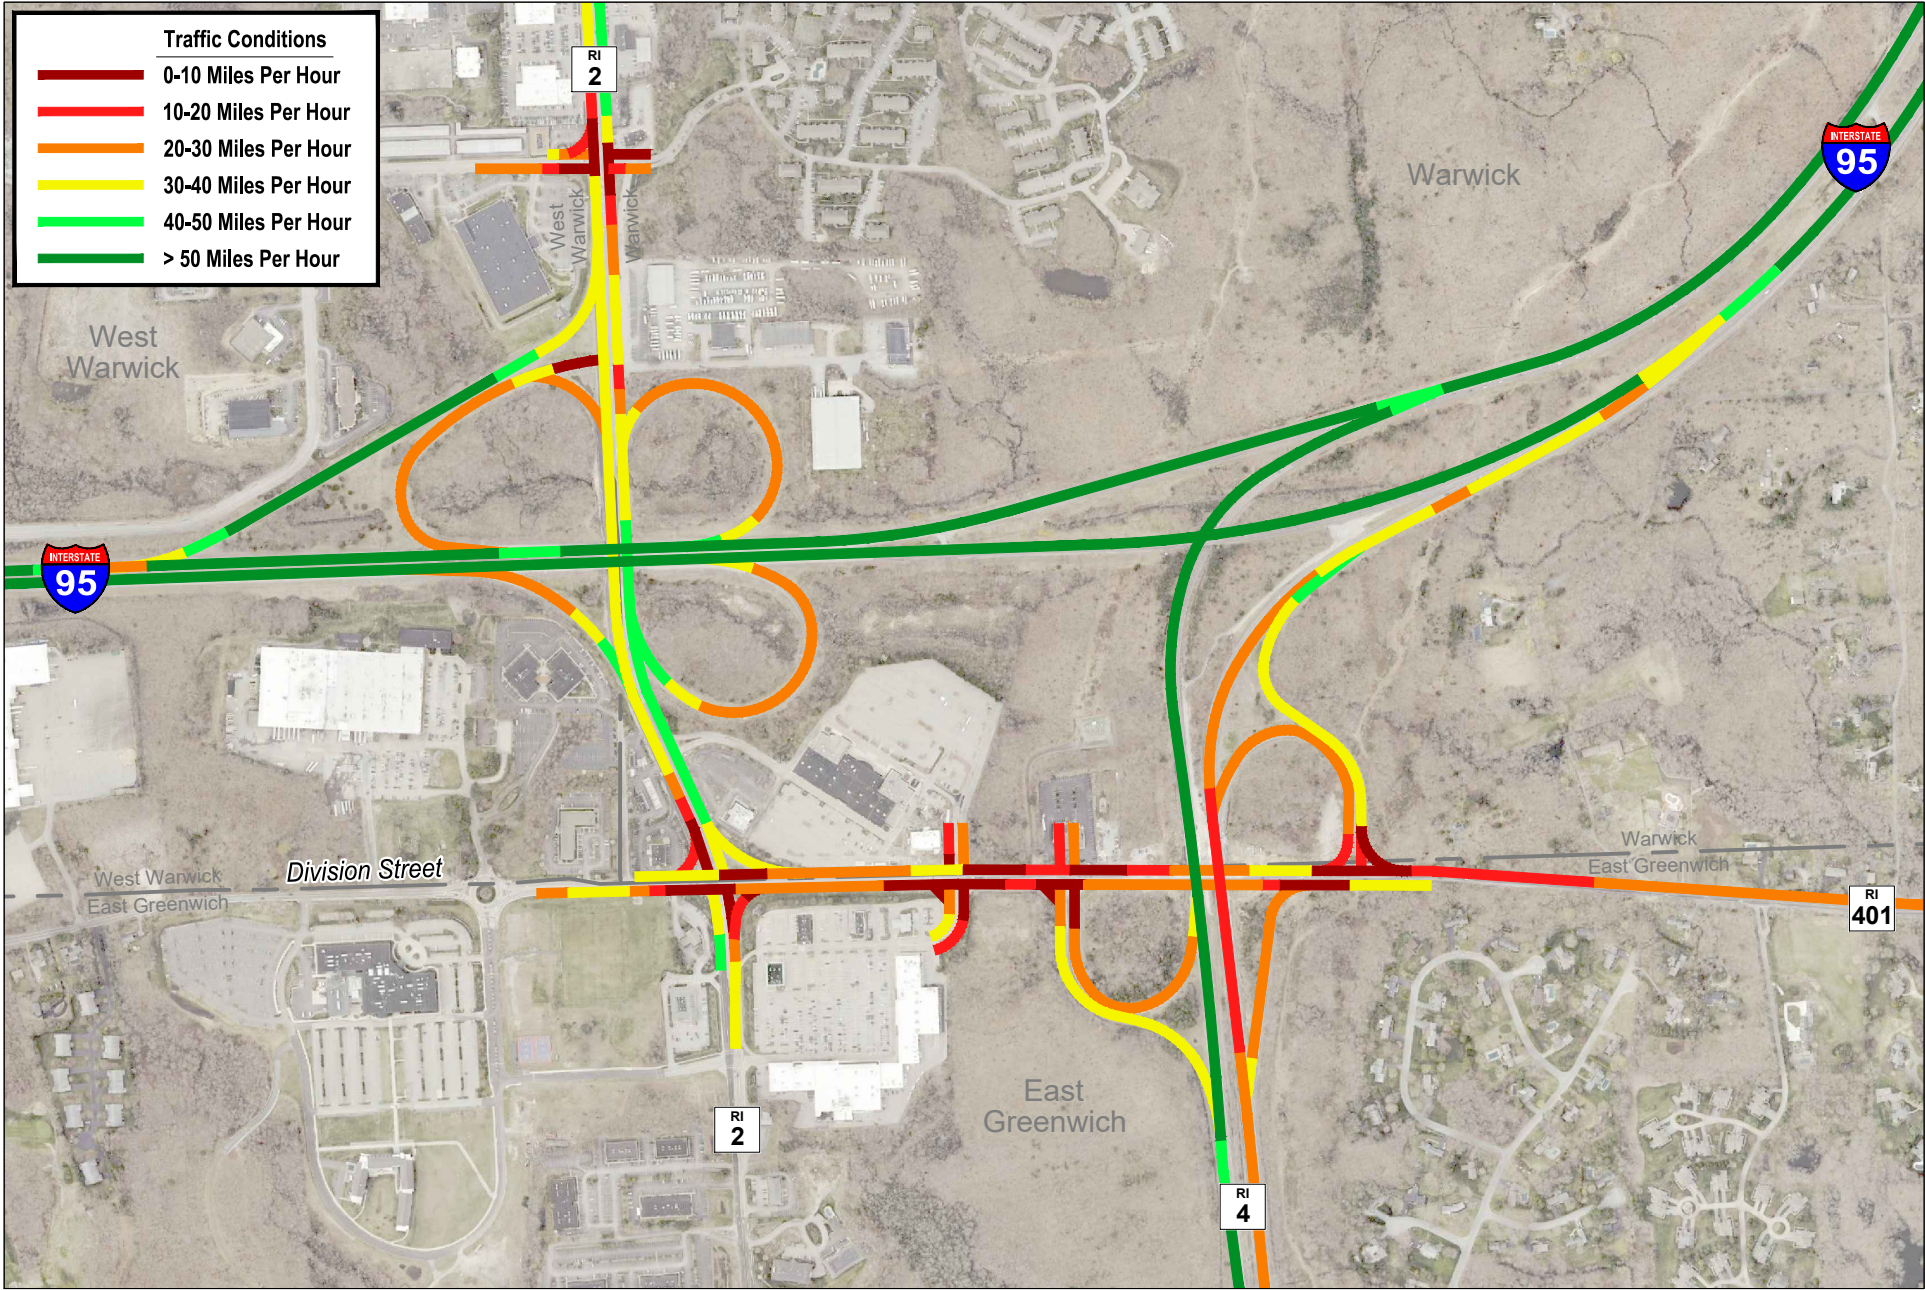 Traffic Conditions
0-10 Miles Per Hour
10-20 Miles Per Hour
20-30 Miles Per Hour
30-40 Miles Per Hour
40-50 Miles Per Hour
> 50 Miles Per Hour
RI
2
INTERSTATE
95
Warwick
West
Warwick
Warwick
West
Warwick
INTERSTATE
95
Division Street
West Warwick
East Greenwich
Warwick
East Greenwich
RI
401
East
Greenwich
RI
2
RI
4